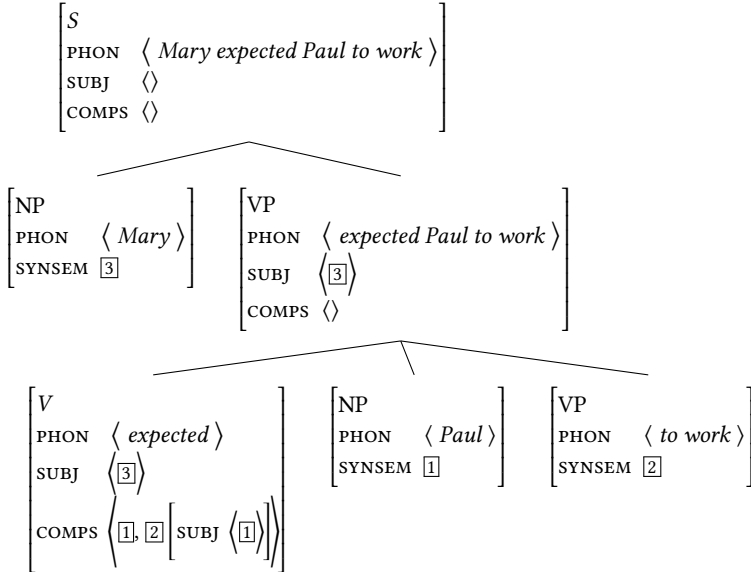 S
PHON ⟨ Mary expected Paul to work ⟩
SUBJ ⟨⟩
COMPS ⟨⟩
NP
PHON ⟨ Mary ⟩
SYNSEM 3
VP
PHON ⟨ expected Paul to work ⟩
SUBJ ⟨3⟩
COMPS ⟨⟩
V
PHON ⟨ expected ⟩
SUBJ ⟨3⟩
COMPS ⟨1, 2 [SUBJ ⟨1⟩]⟩
NP
PHON ⟨ Paul ⟩
SYNSEM 1
VP
PHON ⟨ to work ⟩
SYNSEM 2